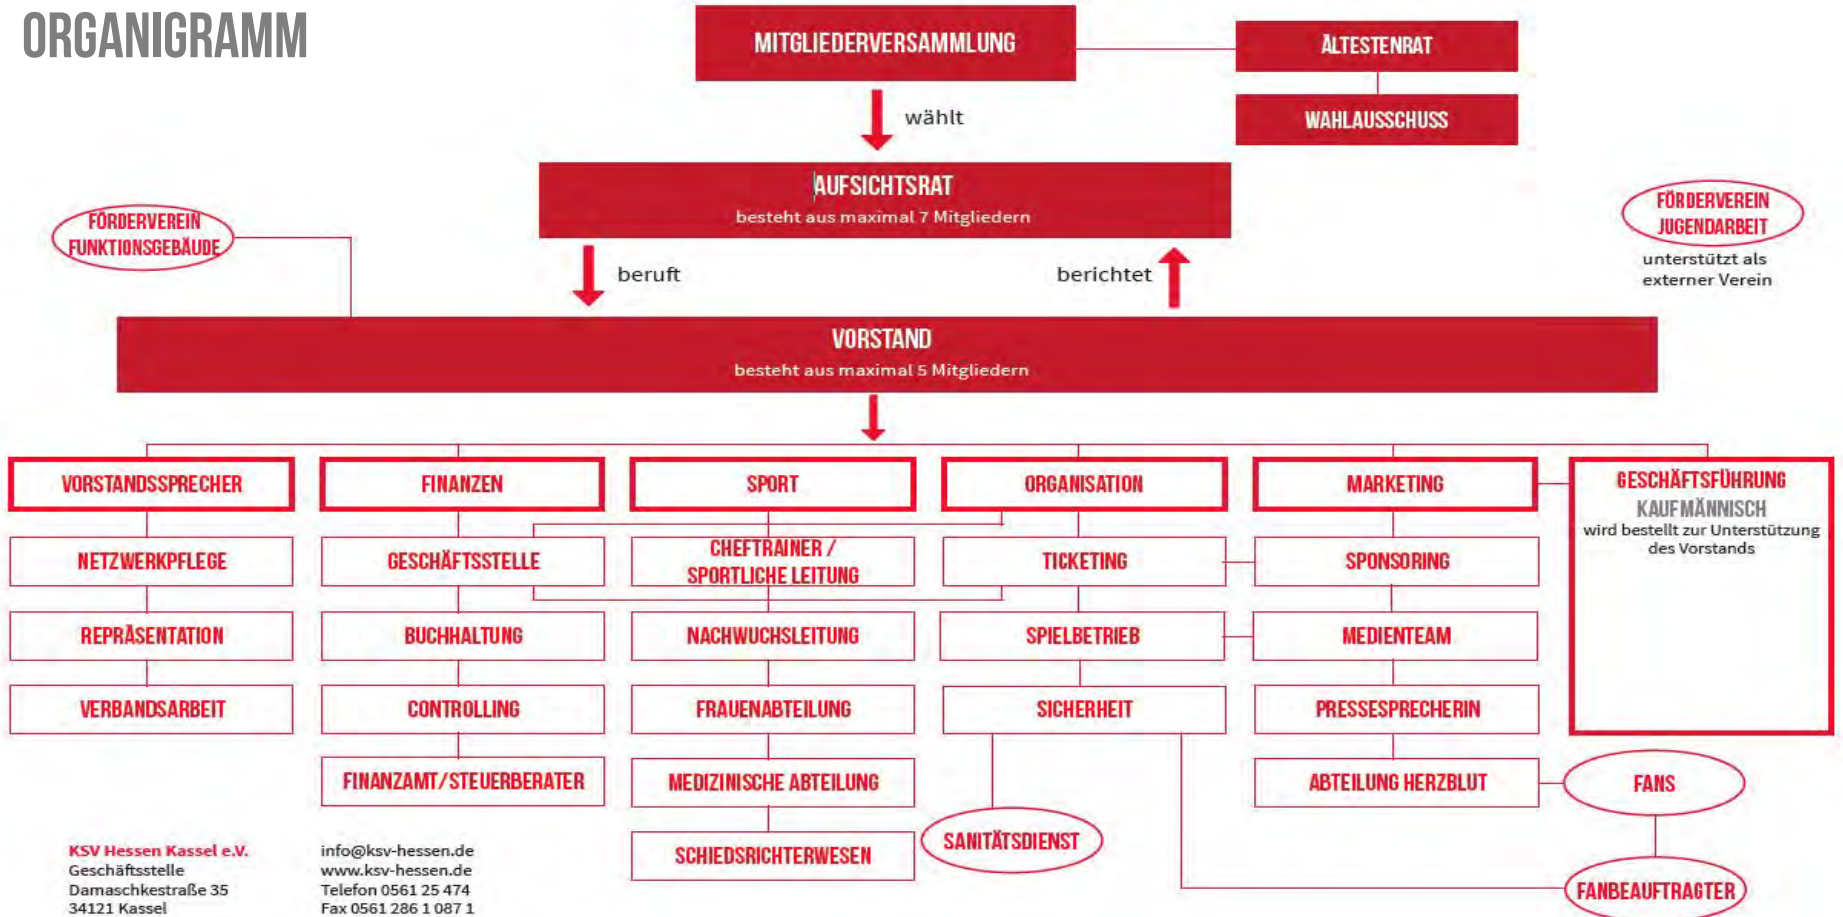 ORGANIGRAMM
MITGLIEDERVERSAMMLUNG
ÄLTESTENRAT
WAHLAUSSCHUSS
wählt
AUFSICHTSRAT
besteht aus maximal 7 Mitgliedern
FÖRDERVEREIN
FUNKTIONSGEBÄUDE
FÖRDERVEREIN
JUGENDARBEIT
unterstützt als
externer Verein
beruft
berichtet
VORSTAND
besteht aus maximal 5 Mitgliedern
VORSTANDSSPRECHER
NETZWERKPFLEGE
REPRÄSENTATION
VERBANDSARBEIT
FINANZEN
GESCHÄFTSSTELLE
BUCHHALTUNG
CONTROLLING
FINANZAMT/STEUERBERATER
SPORT
CHEFTRAINER /
SPORTLICHE LEITUNG
NACHWUCHSLEITUNG
FRAUENABTEILUNG
MEDIZINISCHE ABTEILUNG
SCHIEDSRICHTERWESEN
ORGANISATION
TICKETING
SPIELBETRIEB
SICHERHEIT
SANITÄTSDIENST
MARKETING
SPONSORING
MEDIENTEAM
PRESSESPRECHERIN
ABTEILUNG HERZBLUT
GESCHÄFTSFÜHRUNG
KAUFMÄNNISCH
wird bestellt zur Unterstützung
des Vorstands
FANS
FANBEAUFTRAGTER
KSV Hessen Kassel e.V.
Geschäftsstelle
Damaschkestraße 35
34121 Kassel
info@ksv-hessen.de
www.ksv-hessen.de
Telefon 0561 25 474
Fax 0561 286 1 087 1